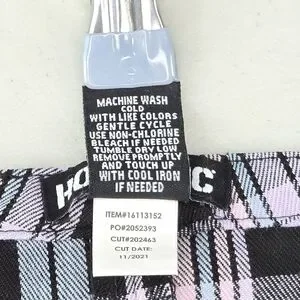 MACHINE WASH
COLD
WITH LIKE COLORS
GENTLE CYCLE
USE NON-CHLORINE
BLEACH IF NEEDED
TUMBLE DRY LOW
REMOVE PROMPTLY
AND TOUCH UP
WITH COOL IRON
IF NEEDED
ITEM#16113152
PO#2052393
CUT#202463
CUT DATE:
11/2021